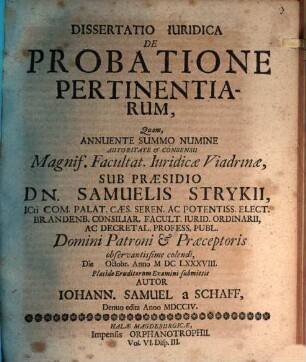 DISSERTATIO IURIDICA
DE
PROBATIONE
PERTINENTIA-
RUM,
Quam,
ANNUENTE SUMMO NUMINE
AUTORITATE & CONSENSU
Magnif. Facultat. Iuridicæ Viadrinæ,
SUB PRÆSIDIO
DN. SAMUELIS STRYKII,
JCti COM. PALAT. CÆS. EREN. AC POTENTISS. ELECT.
BRANDENB. CONSILIAR. FACULT. IURID. ORDINARII,
AC DECRETAL. PROFESS. PUBL.
Domini Patroni & Præceptoris
observantissime colendi,
Die Octobr. Anno M DC LXXXVIII.
Placido Eruditorum Examini submittit
AUTOR
IOHANN. SAMUEL a SCHAFF,
Denuo edita Anno MDCCIV.
HALÆ MAGDEBURGICÆ,
Impensis ORPHANOTROPHII.
Vol. VI. Disp. III.